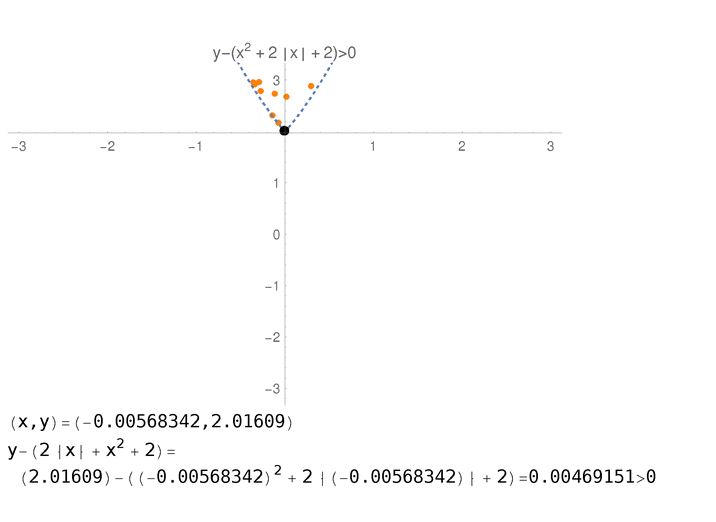 y−(x² + 2 |x| + 2)>0
3
−3 −2 −1 1 2 3
1
0
−1
−2
−3
(x,y)=(−0.00568342,2.01609)
y−(2 |x| + x² + 2)=
(2.01609)−((−0.00568342)² + 2 |(−0.00568342)| + 2)=0.00469151>0